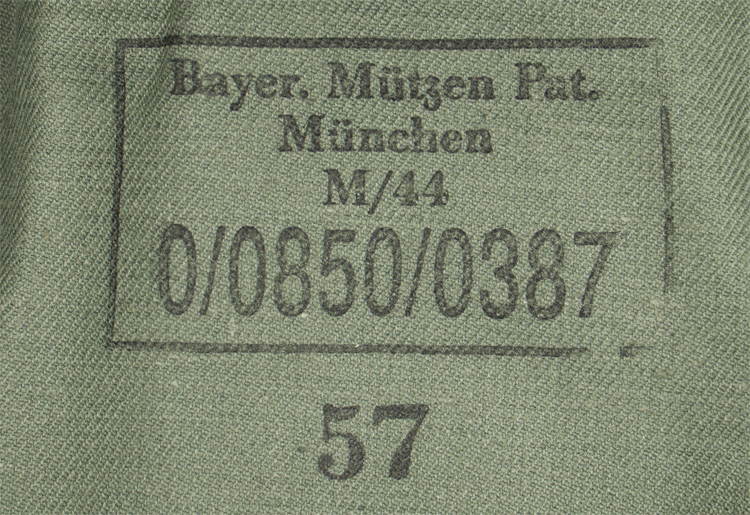 Bayer. Mützen Pat.
München
M/44
0/0850/0387
57